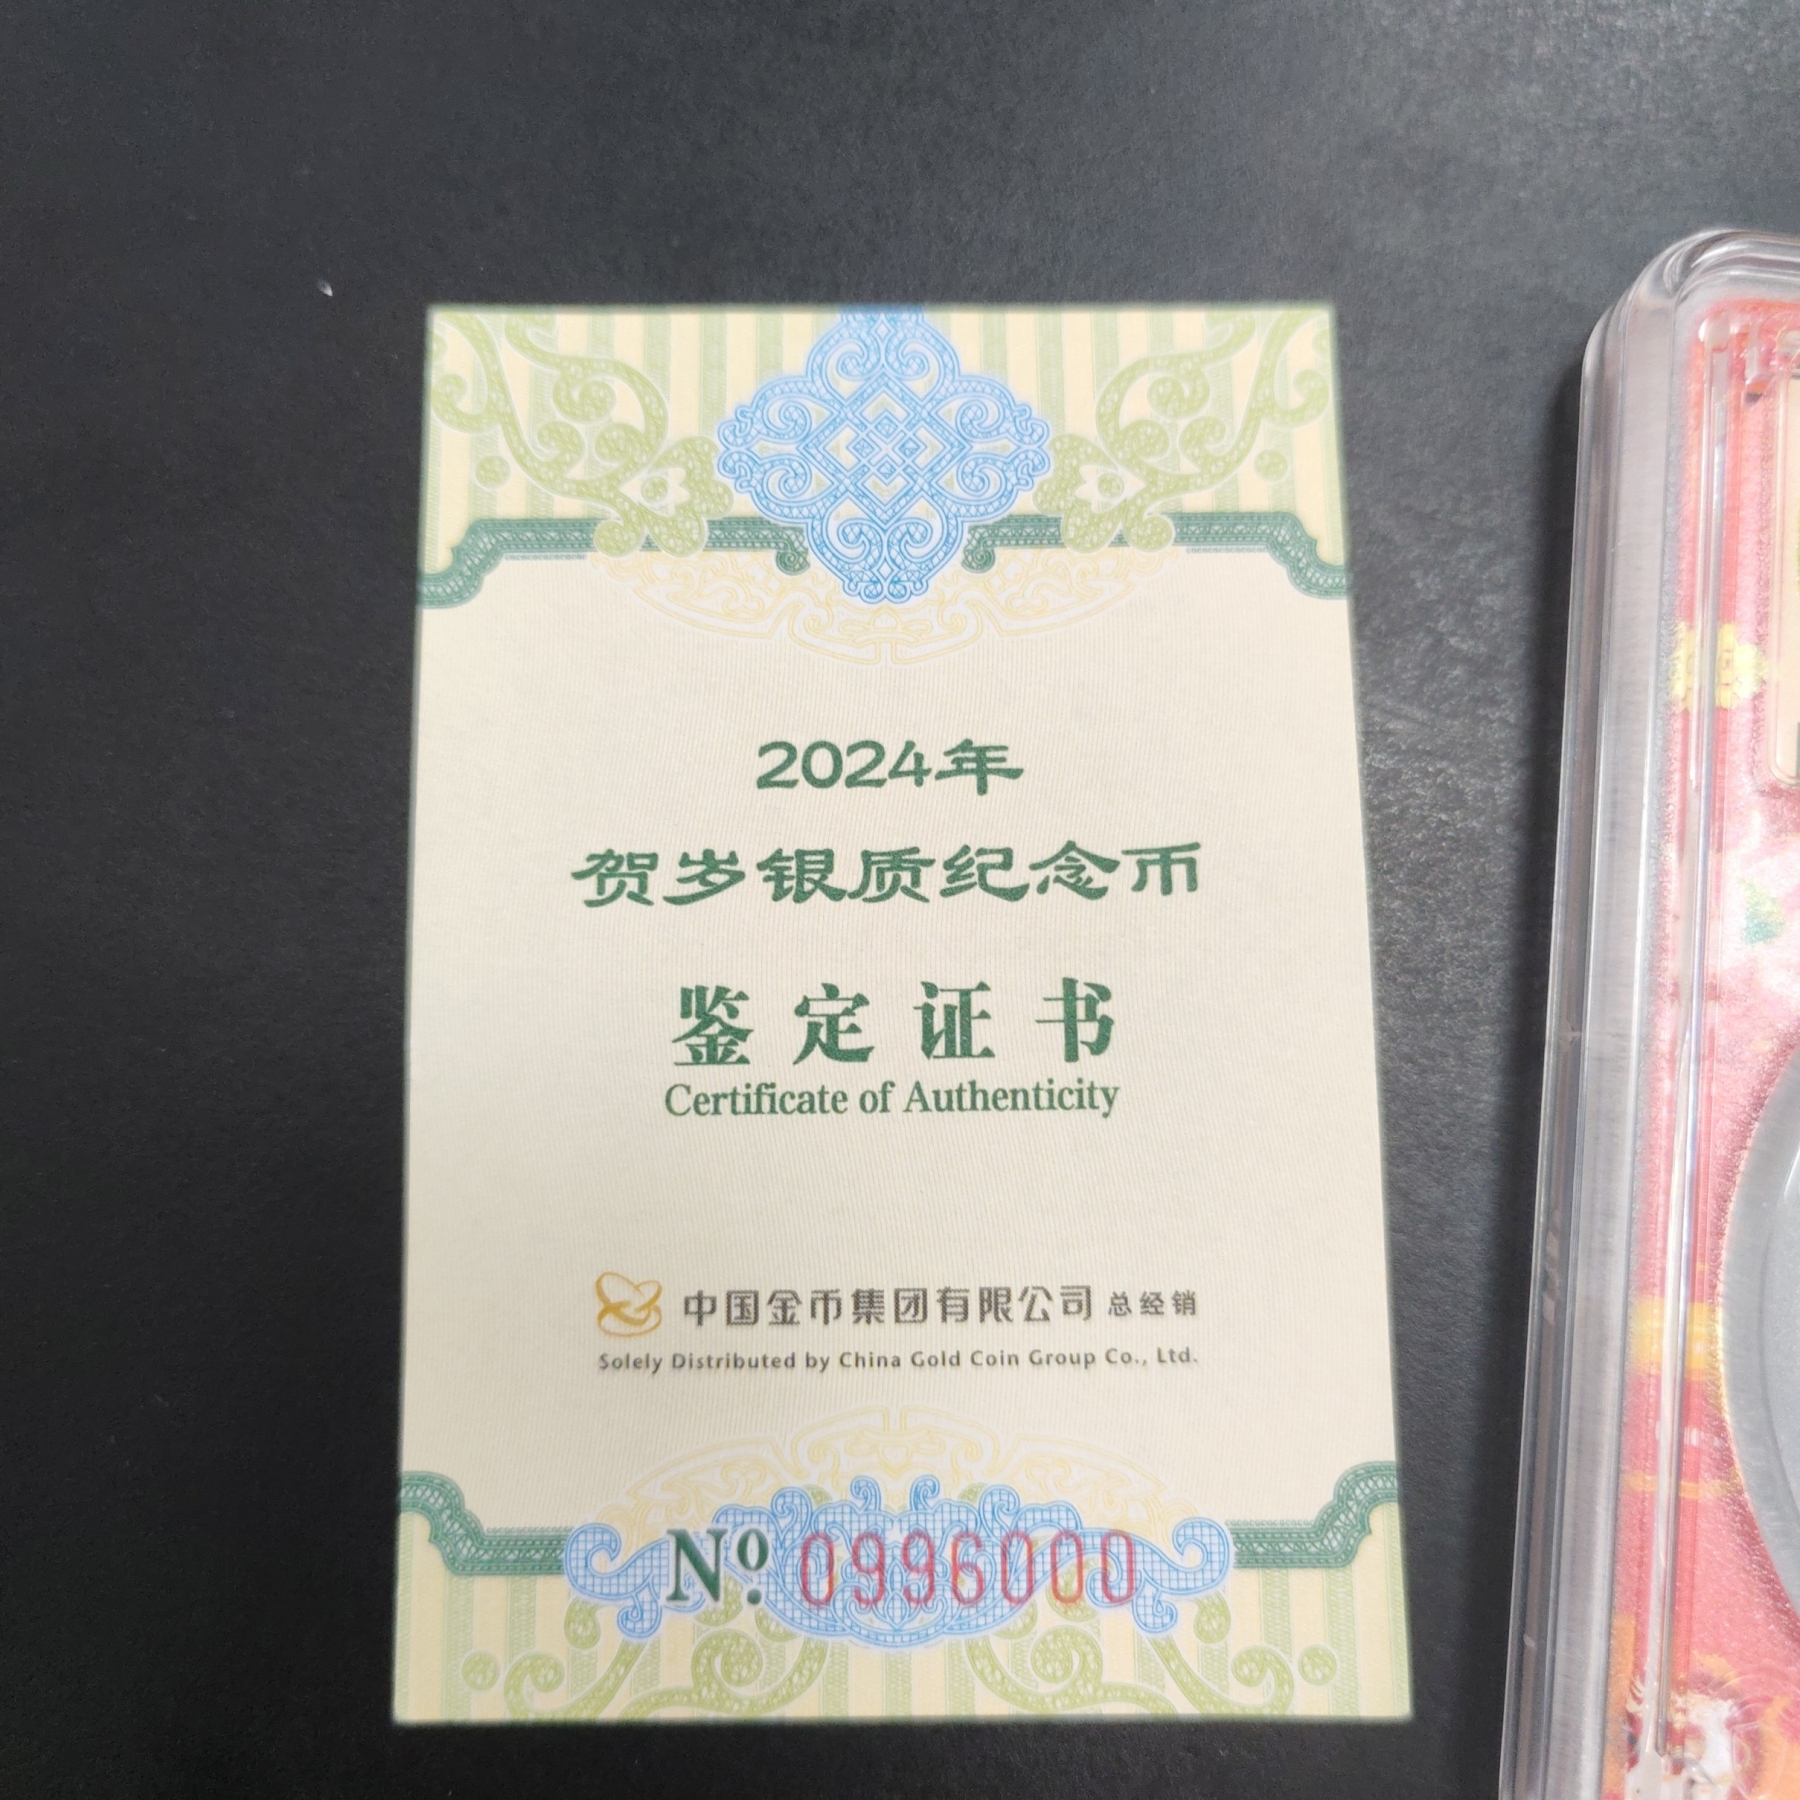 2024年
贺岁银质纪念币
鉴定证书
Certificate of Authenticity
中国金币集团有限公司 总经销
Solely Distributed by China Gold Coin Group Co., Ltd.
Nº. 0996000